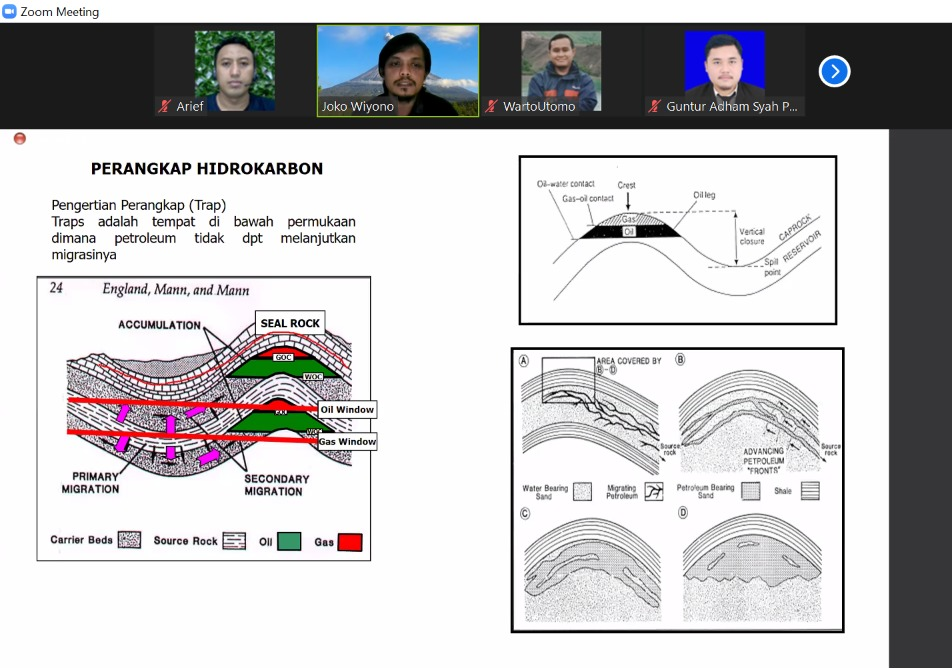 Zoom Meeting
Arief
Joko Wiyono
WartoUtomo
Guntur Adham Syah P...
PERANGKAP HIDROKARBON
Pengertian Perangkap (Trap)
Traps adalah tempat di bawah permukaan
dimana petroleum tidak dpt melanjutkan
migrasinya
24 England, Mann, and Mann
ACCUMULATION
SEAL ROCK
GOC
WOC
Oil Window
Gas Window
PRIMARY
MIGRATION
SECONDARY
MIGRATION
Carrier Beds
Source Rock
Oil
Gas
Oil-water contact
Gas-oil contact
Crest
Oil leg
Gas
Oil
Vertical
closure
CAPROCK
RESERVOIR
Spill
point
A
AREA COVERED BY
B-D
B
Source
rock
ADVANCING
PETPOLEUM
"FRONTS"
Source
rock
Water Bearing
Sand
Migrating
Petroleum
Petroleum Bearing
Sand
Shale
C
D